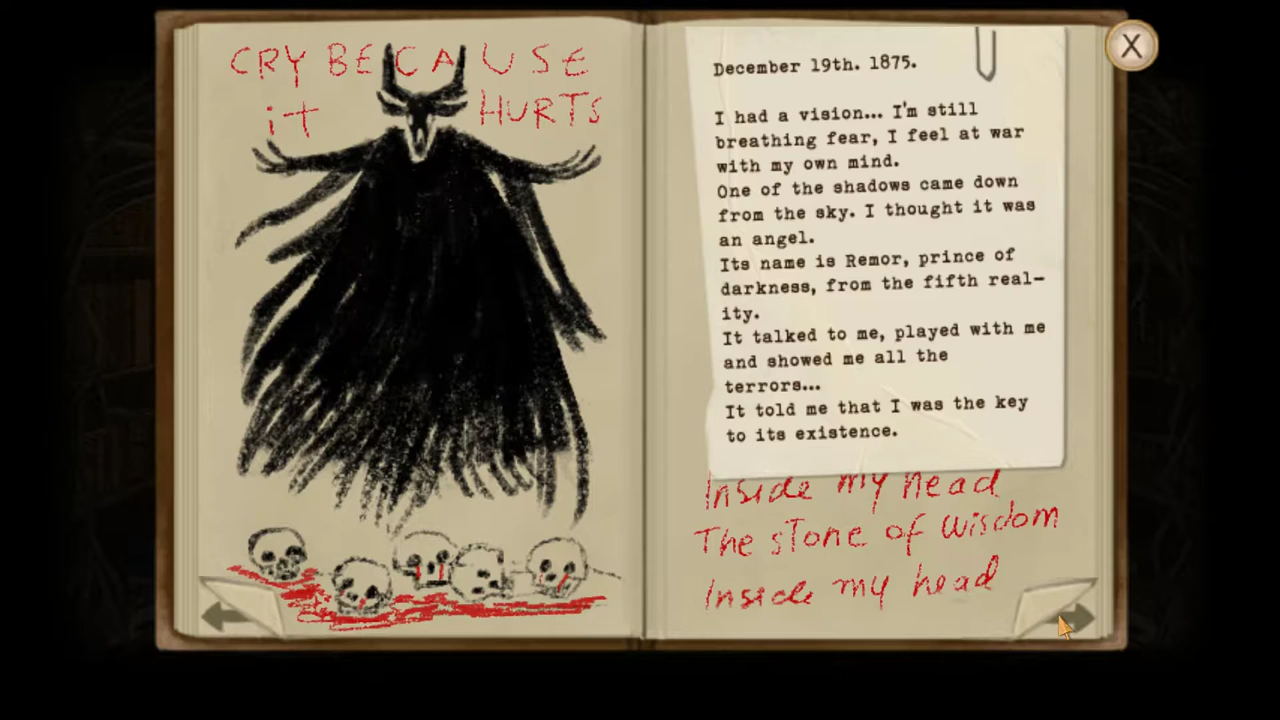 CRY BECAUSE
it HURTS
December 19th. 1875.
I had a vision... I'm still
breathing fear, I feel at war
with my own mind.
One of the shadows came down
from the sky. I thought it was
an angel.
Its name is Remor, prince of
darkness, from the fifth real-
ity.
It talked to me, played with me
and showed me all the
terrors...
It told me that I was the key
to its existence.
Inside my head
The sTone of wisdom
Inside my head
X